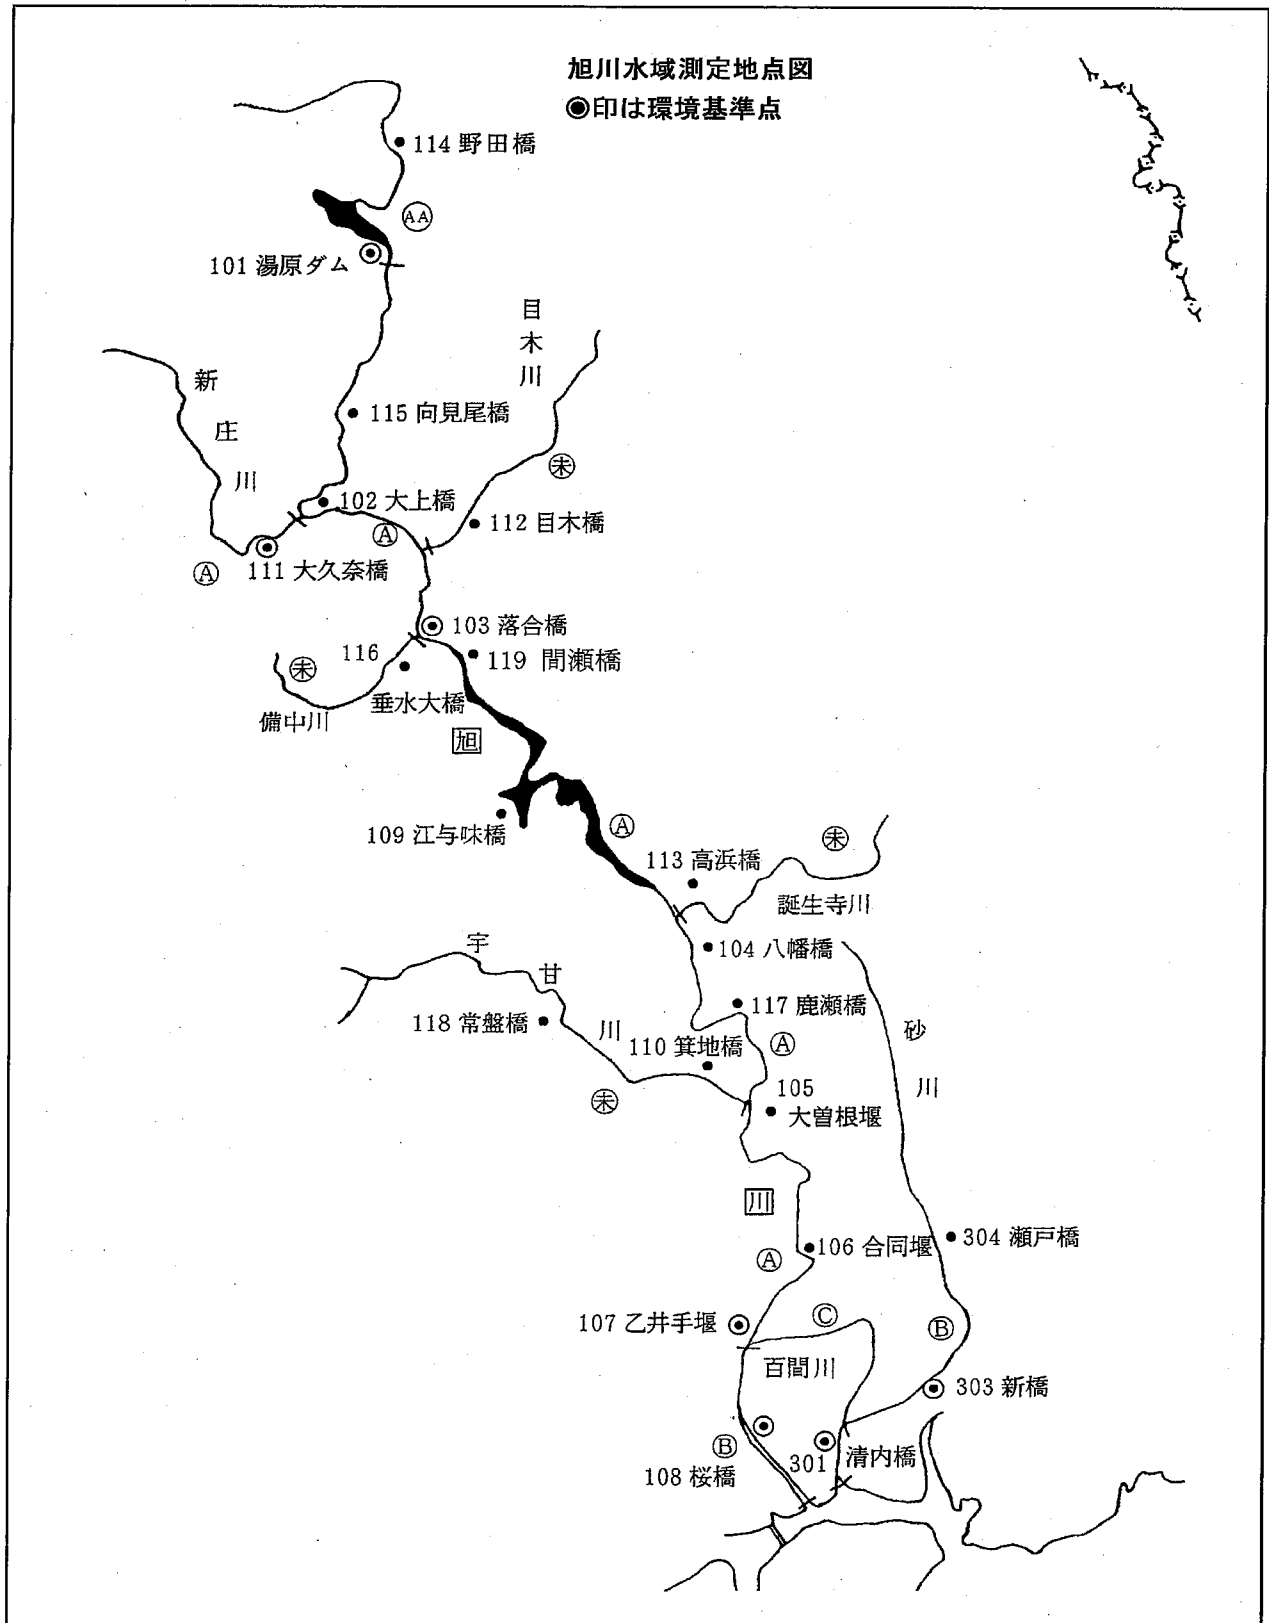 旭川水域測定地点図
◉印は環境基準点
114 野田橋
AA
101 湯原ダム
目木川
新庄川
115 向見尾橋
未
102 大上橋
112 目木橋
A
A
111 大久奈橋
103 落合橋
116
119 間瀬橋
未
垂水大橋
備中川
旭
109 江与味橋
A
未
113 高浜橋
誕生寺川
104 八幡橋
宇甘川
117 鹿瀬橋
118 常盤橋
砂川
110 箕地橋
A
105
大曽根堰
未
川
106 合同堰
304 瀬戸橋
A
C
107 乙井手堰
B
百間川
303 新橋
B
301 清内橋
108 桜橋